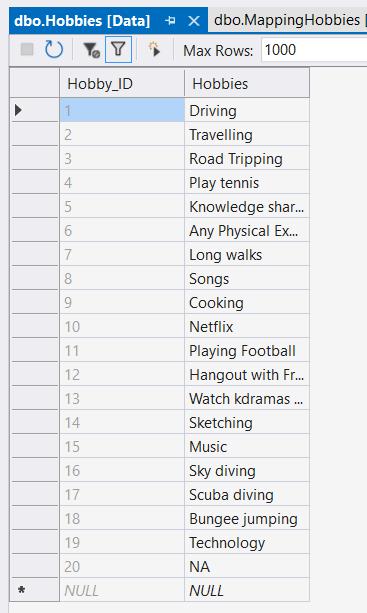 dbo.Hobbies [Data] dbo.MappingHobbies [
Max Rows: 1000
Hobby_ID Hobbies
1 Driving
2 Travelling
3 Road Tripping
4 Play tennis
5 Knowledge shar...
6 Any Physical Ex...
7 Long walks
8 Songs
9 Cooking
10 Netflix
11 Playing Football
12 Hangout with Fr...
13 Watch kdramas ...
14 Sketching
15 Music
16 Sky diving
17 Scuba diving
18 Bungee jumping
19 Technology
20 NA
NULL NULL